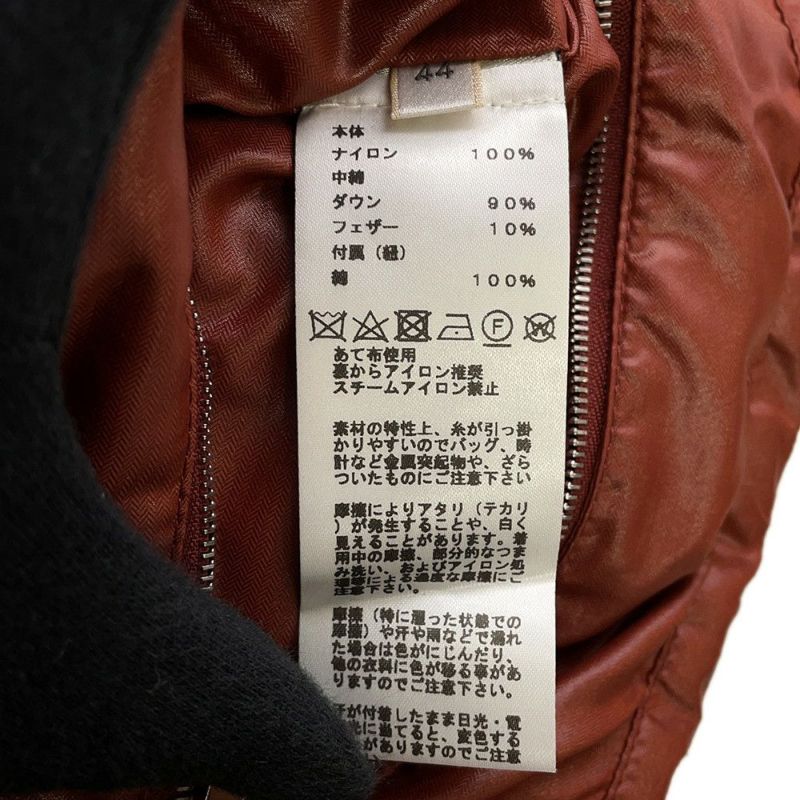 44
本体
ナイロン 100%
中綿
ダウン 90%
フェザー 10%
付属（紐）
綿 100%
F
W
あて布使用
裏からアイロン推奨
スチームアイロン禁止
素材の特性上、糸が引っ掛
かりやすいのでバッグ、時
計など金属突起物や、ざら
ついたものにご注意下さい
摩擦によりアタリ（テカリ
）が発生することや、白く
見えることがあります。着
用中の摩擦、部分的なつま
み洗い、およびアイロン処
理等による過度な摩擦にご
注意下さい。
摩擦（特に湿った状態での
摩擦）や汗や雨などで濡れ
た場合は色がにじんだり、
他の衣料に色が移る事があ
りますのでご注意下さい。
汗が付着したまま日光・電
光に当てると、変色する
がありますのでご注意下